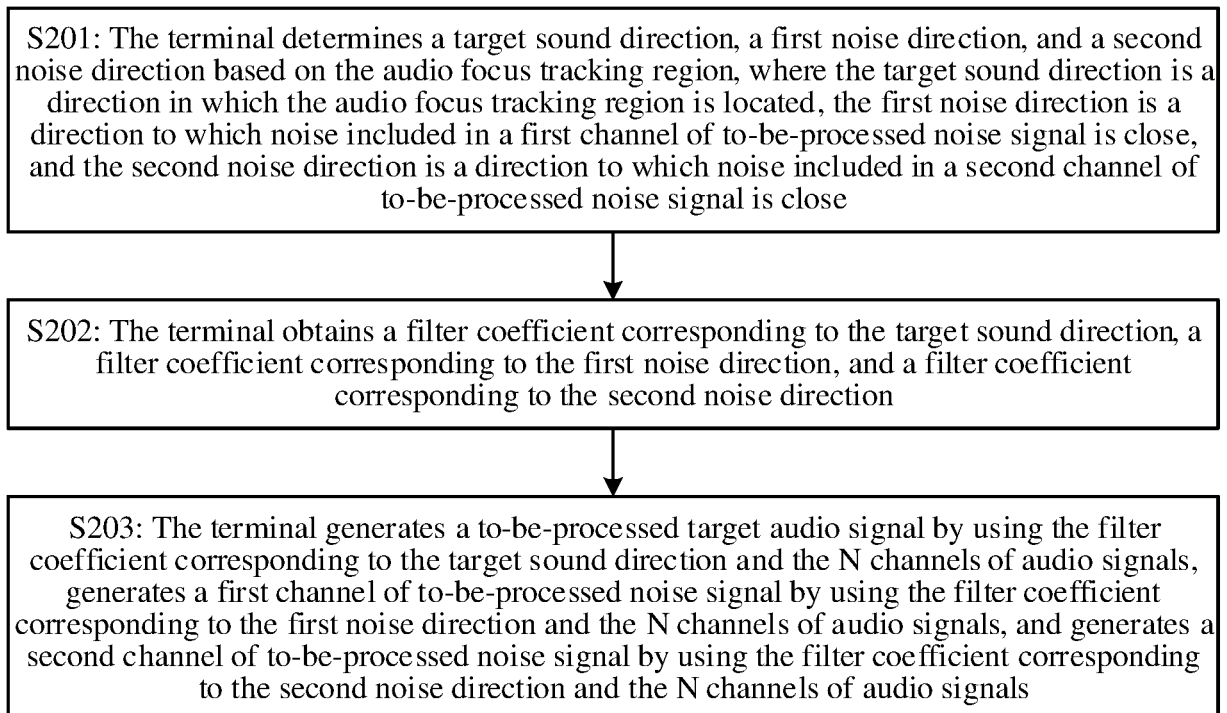 S201: The terminal determines a target sound direction, a first noise direction, and a second
noise direction based on the audio focus tracking region, where the target sound direction is a
direction in which the audio focus tracking region is located, the first noise direction is a
direction to which noise included in a first channel of to-be-processed noise signal is close,
and the second noise direction is a direction to which noise included in a second channel of
to-be-processed noise signal is close
S202: The terminal obtains a filter coefficient corresponding to the target sound direction, a
filter coefficient corresponding to the first noise direction, and a filter coefficient
corresponding to the second noise direction
S203: The terminal generates a to-be-processed target audio signal by using the filter
coefficient corresponding to the target sound direction and the N channels of audio signals,
generates a first channel of to-be-processed noise signal by using the filter coefficient
corresponding to the first noise direction and the N channels of audio signals, and generates a
second channel of to-be-processed noise signal by using the filter coefficient corresponding
to the second noise direction and the N channels of audio signals